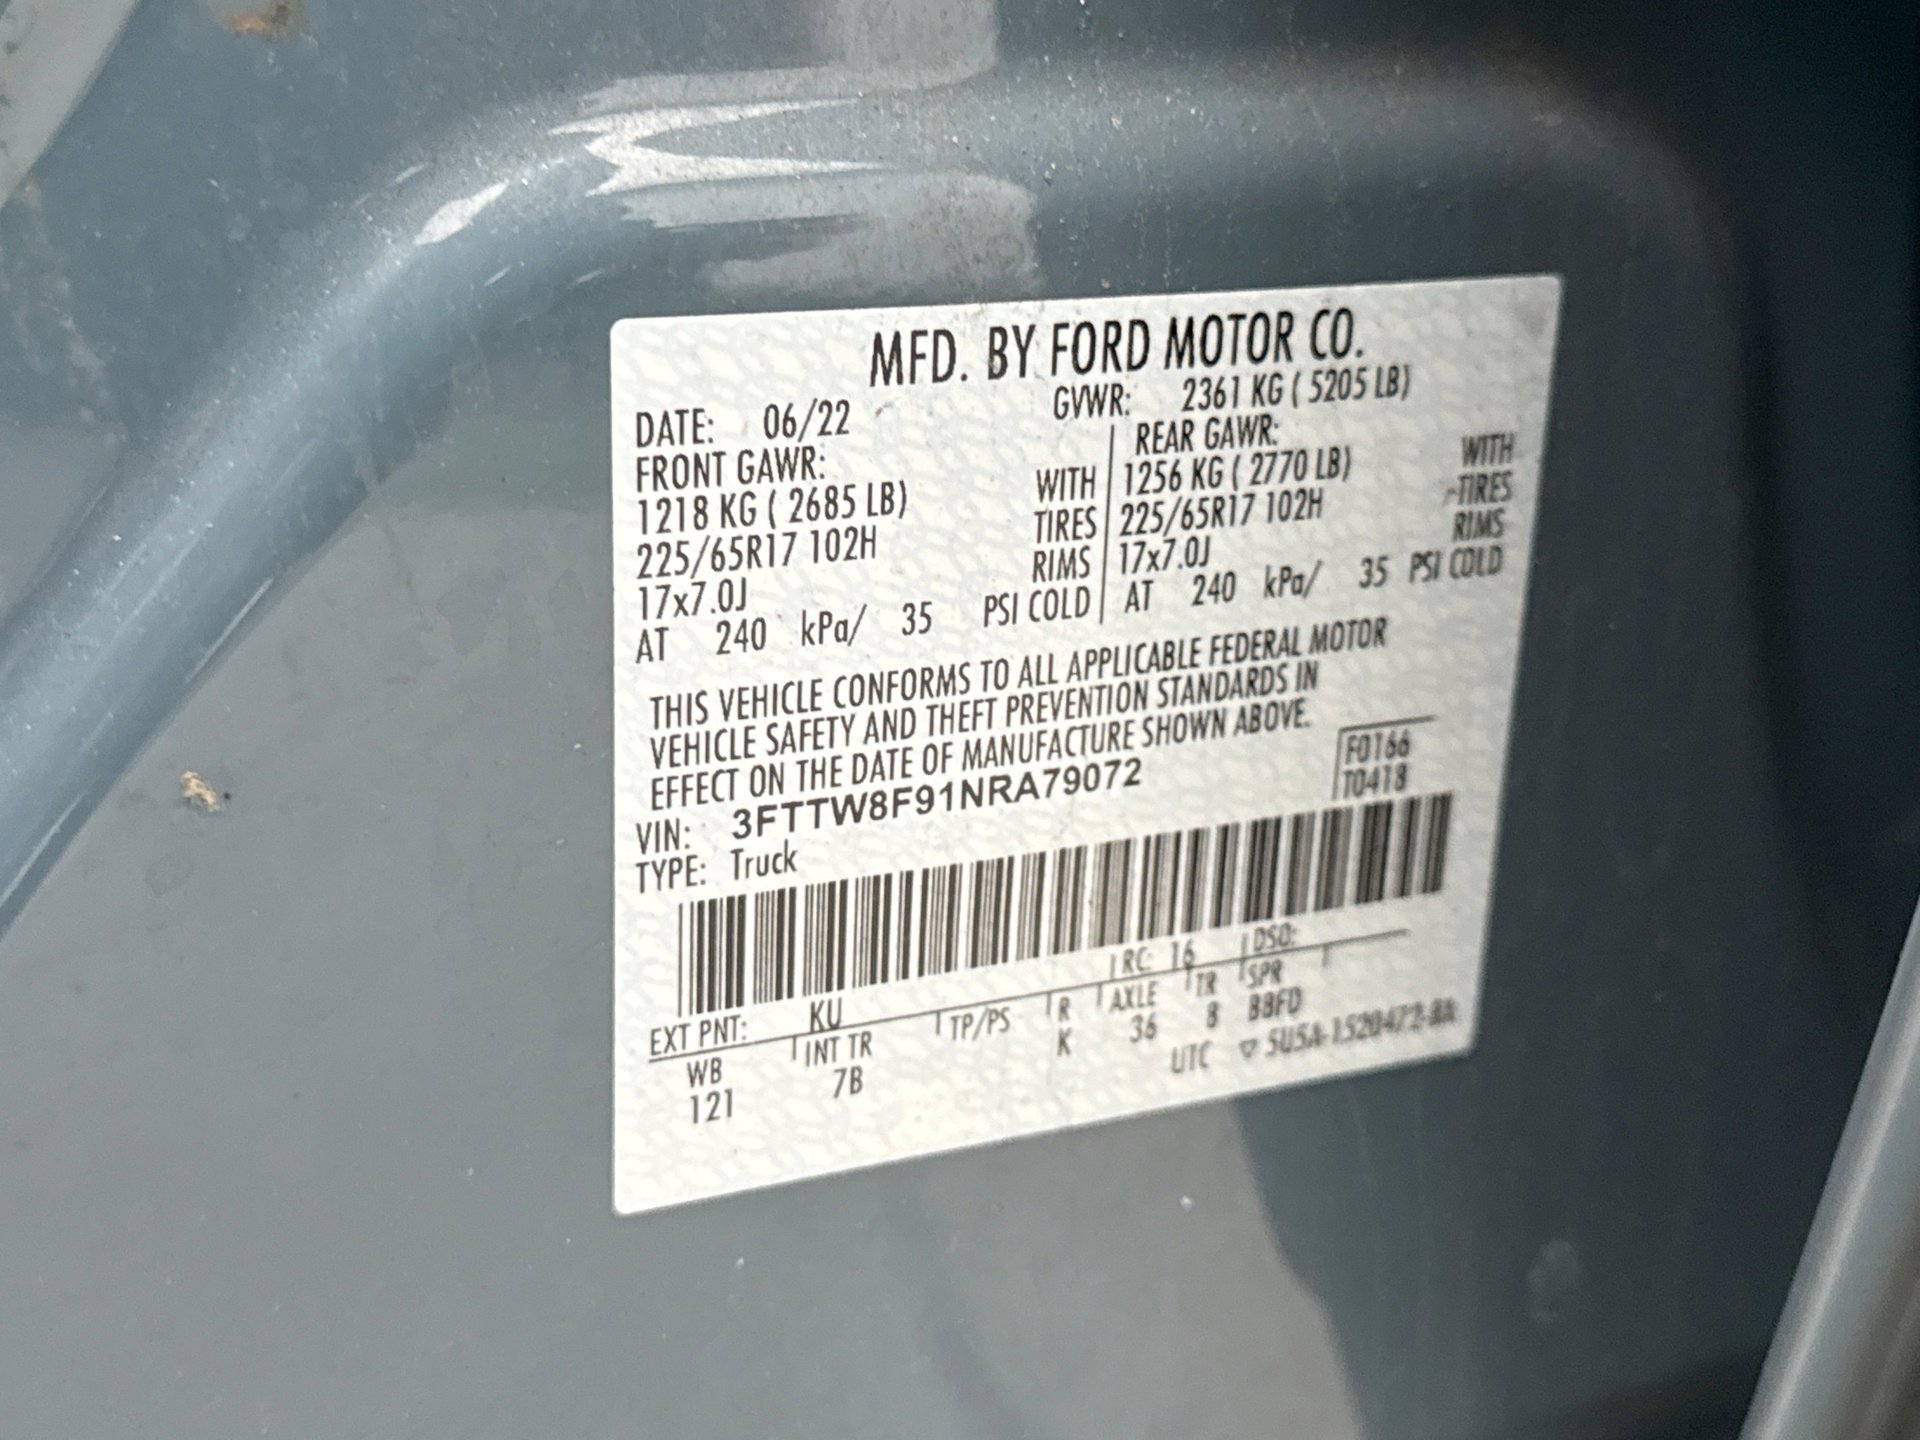 MFD. BY FORD MOTOR CO.
DATE: 06/22 GVWR: 2361 KG ( 5205 LB)
FRONT GAWR: REAR GAWR:
1218 KG ( 2685 LB) WITH 1256 KG ( 2770 LB) WITH
225/65R17 102H TIRES 225/65R17 102H TIRES
17x7.0J RIMS 17x7.0J RIMS
AT 240 kPa/ 35 PSI COLD AT 240 kPa/ 35 PSI COLD
THIS VEHICLE CONFORMS TO ALL APPLICABLE FEDERAL MOTOR
VEHICLE SAFETY AND THEFT PREVENTION STANDARDS IN
EFFECT ON THE DATE OF MANUFACTURE SHOWN ABOVE.
VIN: 3FTTW8F91NRA79072 F0166
TYPE: Truck T0418
EXT PNT: KU RC: 16 DSO:
WB INT TR TP/PS R AXLE TR SPR
121 7B K 36 8 BBFD
UTC